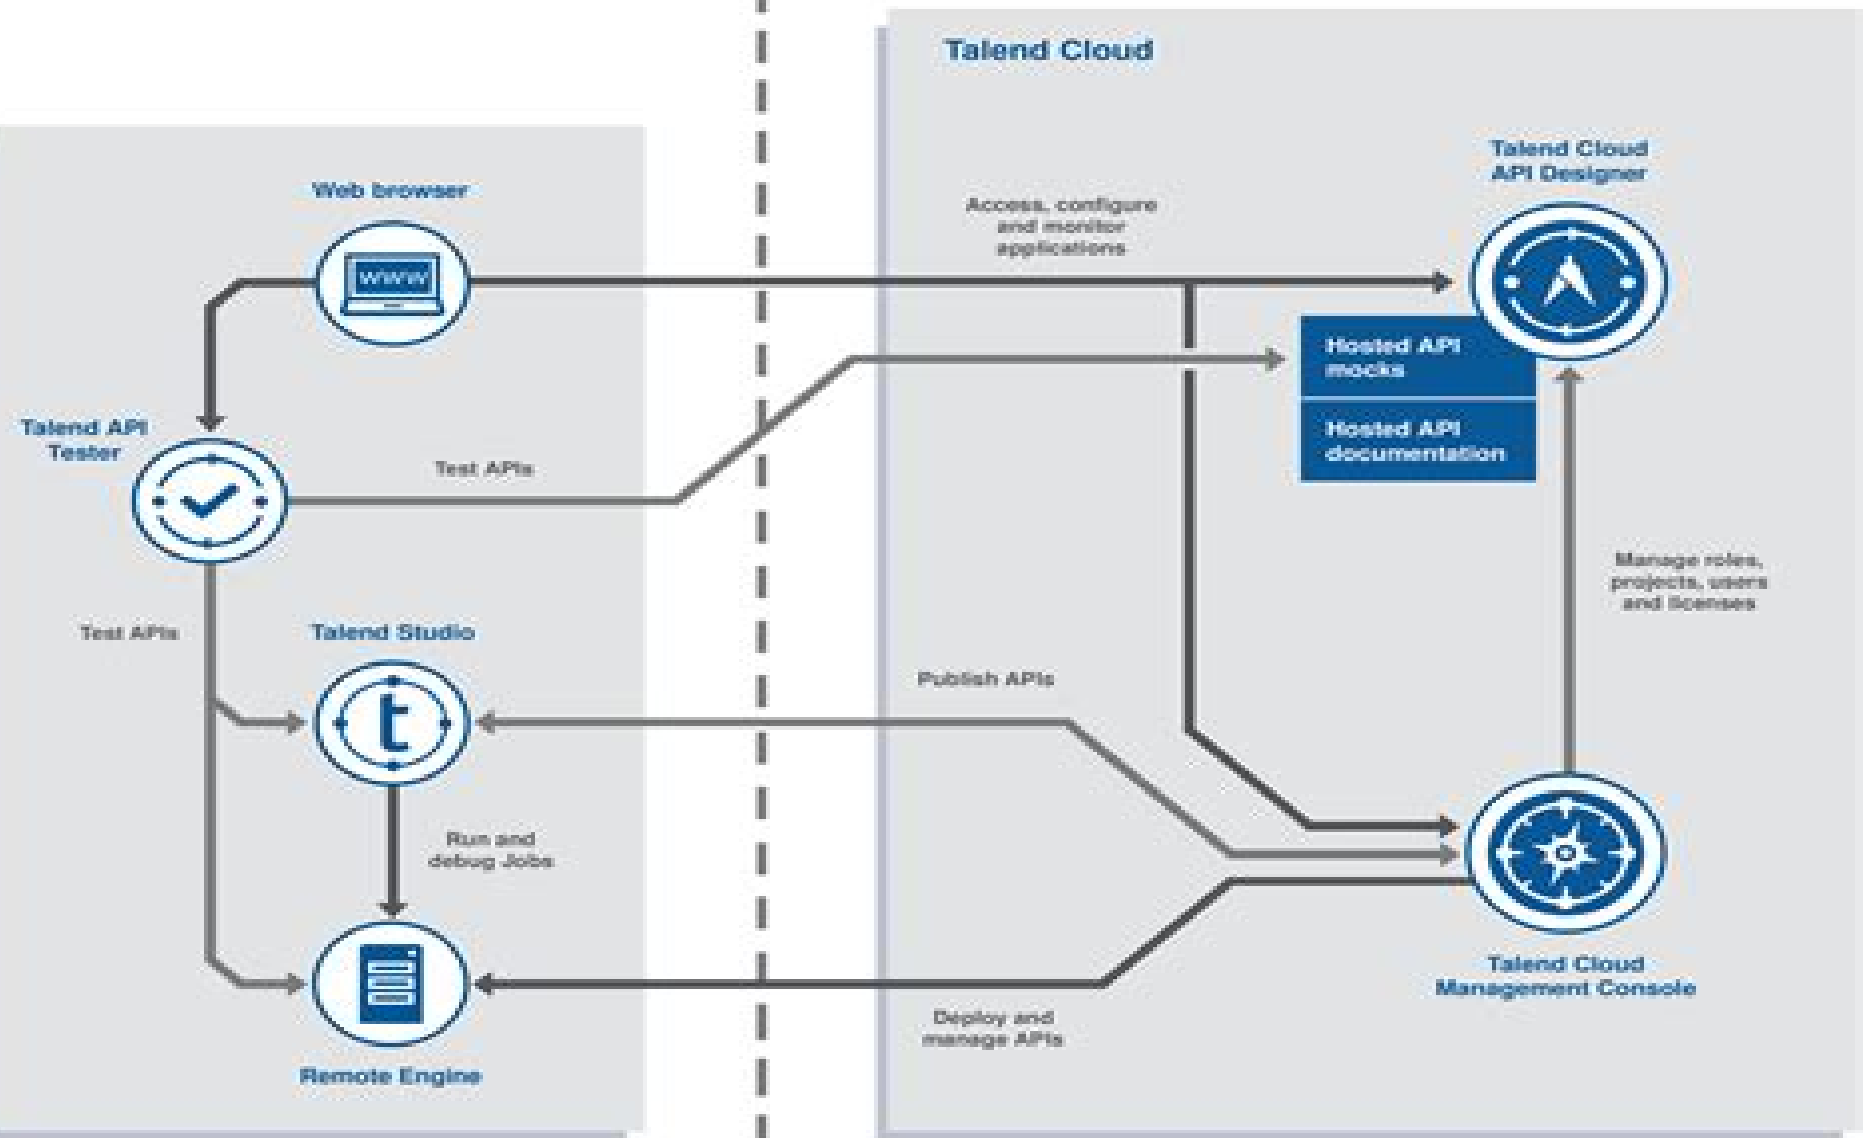 Talend Cloud
Web browser
www
Talend API
Tester
Test APIs
Test APIs
Talend Studio
Run and
debug Jobs
Remote Engine
Access, configure
and monitor
applications
Talend Cloud
API Designer
Hosted API
mocks
Hosted API
documentation
Manage roles,
projects, users
and licenses
Publish APIs
Deploy and
manage APIs
Talend Cloud
Management Console